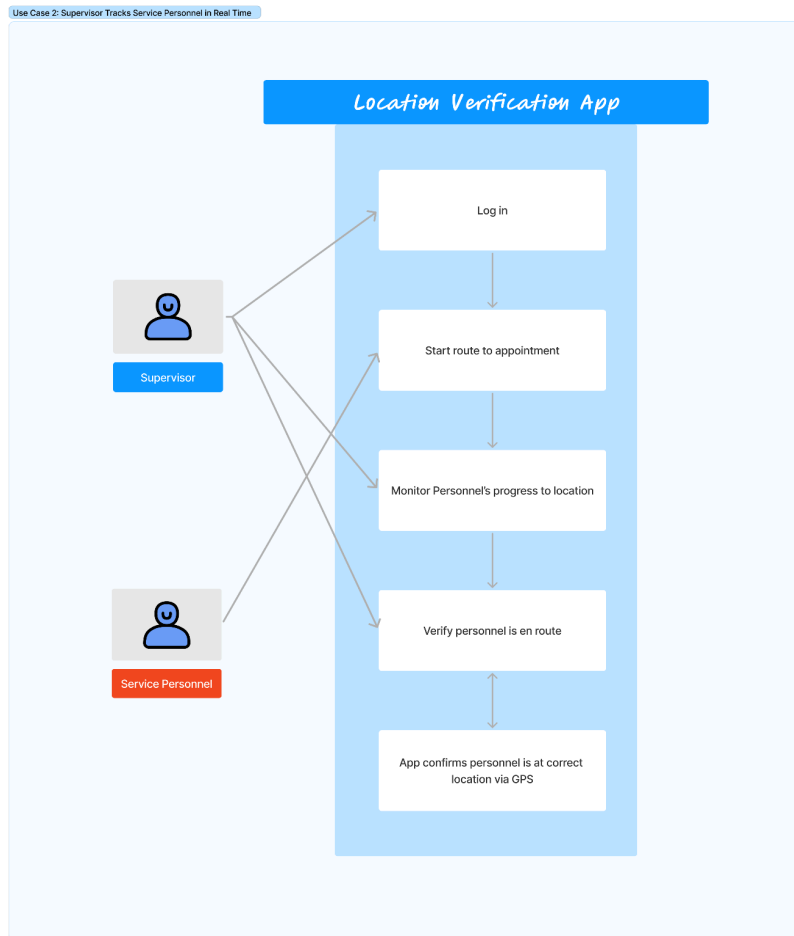 Use Case 2: Supervisor Tracks Service Personnel in Real Time
Location Verification App
Log in
Start route to appointment
Supervisor
Monitor Personnel's progress to location
Verify personnel is en route
Service Personnel
App confirms personnel is at correct
location via GPS